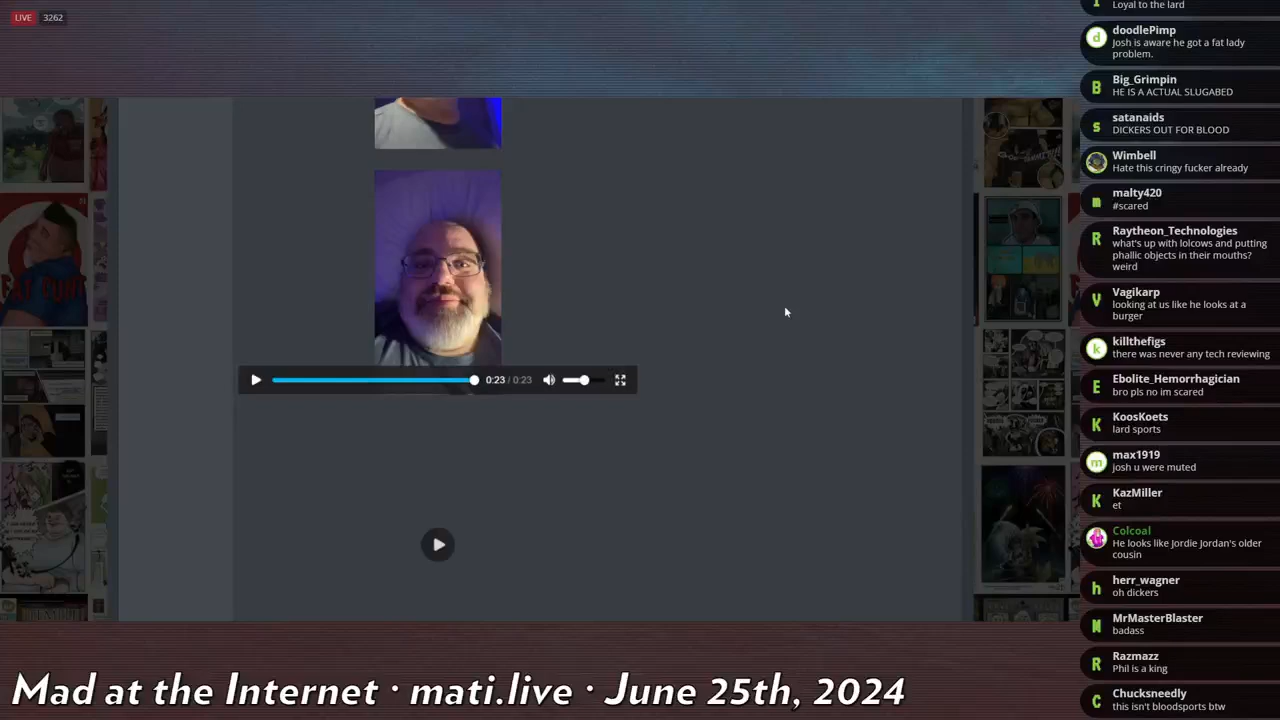 LIVE 3262
Loyal to the lard
doodlePimp
Josh is aware he got a fat lady
problem.
Big_Grimpin
HE IS A ACTUAL SLUGABED
satanaids
DICKERS OUT FOR BLOOD
Wimbell
Hate this cringy fucker already
malty420
#scared
Raytheon_Technologies
what's up with lolcows and putting
phallic objects in their mouths?
weird
Vagikarp
looking at us like he looks at a
burger
killthefigs
there was never any tech reviewing
Ebolite_Hemorrhagician
bro pls no im scared
KoosKoets
lard sports
max1919
josh u were muted
KazMiller
et
Colcoal
He looks like Jordie Jordan's older
cousin
herr_wagner
oh dickers
MrMasterBlaster
badass
Razmazz
Phil is a king
Chucksneedly
this isn't bloodsports btw
0:23 / 0:23
Mad at the Internet · mati.live · June 25th, 2024